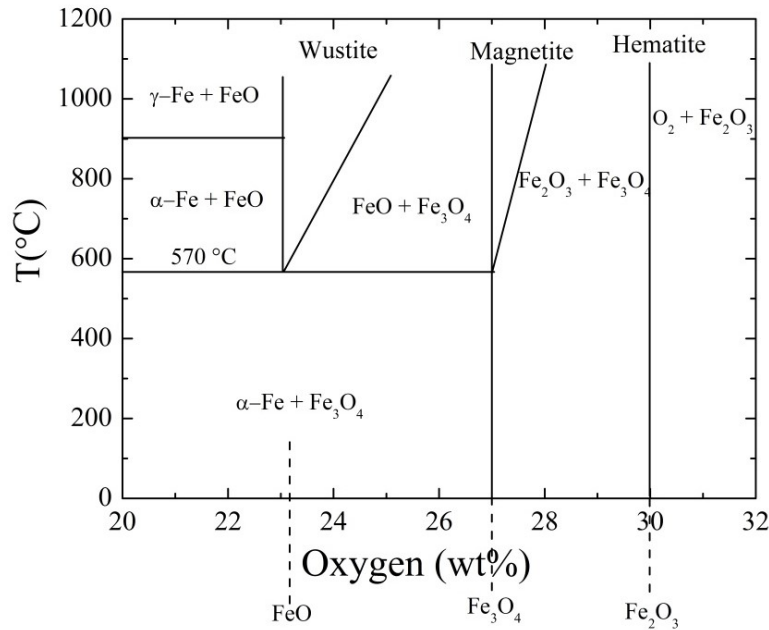 1200
1000
800
600
400
200
0
T(°C)
Wustite
Magnetite
Hematite
γ–Fe + FeO
O₂ + Fe₂O₃
α–Fe + FeO
FeO + Fe₃O₄
Fe₂O₃ + Fe₃O₄
570 °C
α–Fe + Fe₃O₄
20 22 24 26 28 30 32
Oxygen (wt%)
FeO Fe₃O₄ Fe₂O₃